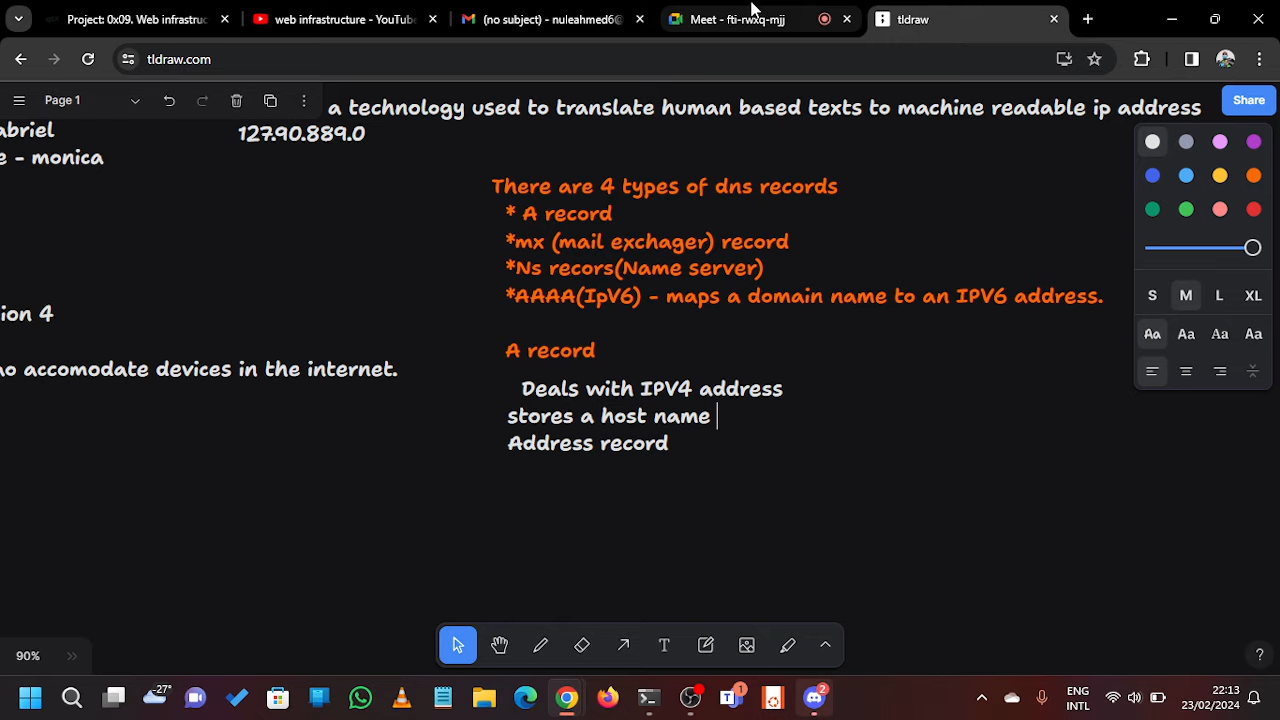 Project: 0x09. Web infrastruc
web infrastructure - YouTube
(no subject) - nuleahmed6@
Meet - fti-rwxq-mjj
tldraw
tldraw.com
Page 1
a technology used to translate human based texts to machine readable ip address
Share
abriel
127.90.889.0
e - monica
There are 4 types of dns records
* A record
*mx (mail exchager) record
*Ns recors(Name server)
*AAAA(IpV6) - maps a domain name to an IPV6 address.
ion 4
S M L XL
Aa Aa Aa Aa
A record
ho accomodate devices in the internet.
Deals with IPV4 address
stores a host name
Address record
T
90%
?
-27°
1
2
ENG
INTL
22:13
23/02/2024